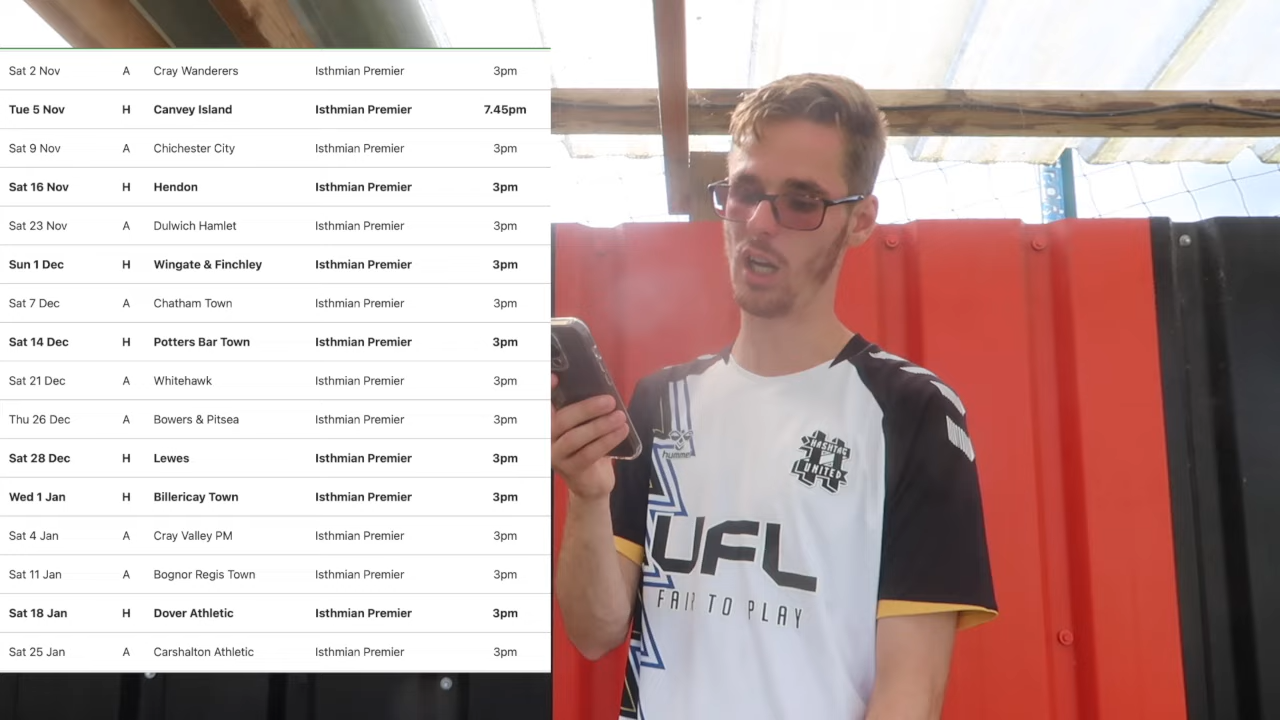 Sat 2 Nov A Cray Wanderers Isthmian Premier 3pm
Tue 5 Nov H Canvey Island Isthmian Premier 7.45pm
Sat 9 Nov A Chichester City Isthmian Premier 3pm
Sat 16 Nov H Hendon Isthmian Premier 3pm
Sat 23 Nov A Dulwich Hamlet Isthmian Premier 3pm
Sun 1 Dec H Wingate & Finchley Isthmian Premier 3pm
Sat 7 Dec A Chatham Town Isthmian Premier 3pm
Sat 14 Dec H Potters Bar Town Isthmian Premier 3pm
Sat 21 Dec A Whitehawk Isthmian Premier 3pm
Thu 26 Dec A Bowers & Pitsea Isthmian Premier 3pm
Sat 28 Dec H Lewes Isthmian Premier 3pm
Wed 1 Jan H Billericay Town Isthmian Premier 3pm
Sat 4 Jan A Cray Valley PM Isthmian Premier 3pm
Sat 11 Jan A Bognor Regis Town Isthmian Premier 3pm
Sat 18 Jan H Dover Athletic Isthmian Premier 3pm
Sat 25 Jan A Carshalton Athletic Isthmian Premier 3pm
hummel
HASHTAG
UNITED
UFL
FAIR TO PLAY